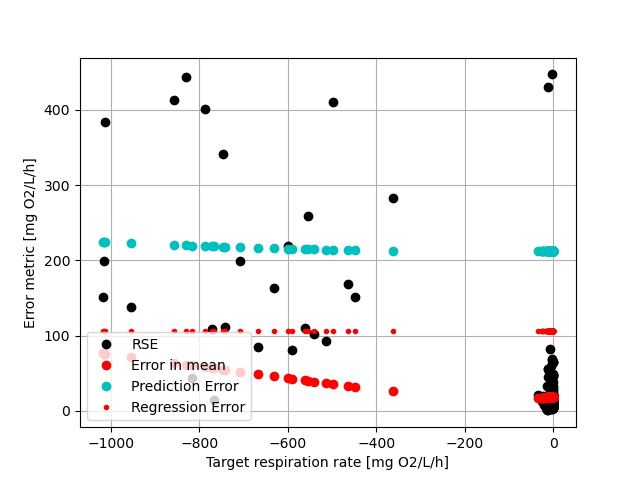 400
300
200
100
0
Error metric [mg O2/L/h]
RSE
Error in mean
Prediction Error
Regression Error
−1000
−800
−600
−400
−200
0
Target respiration rate [mg O2/L/h]